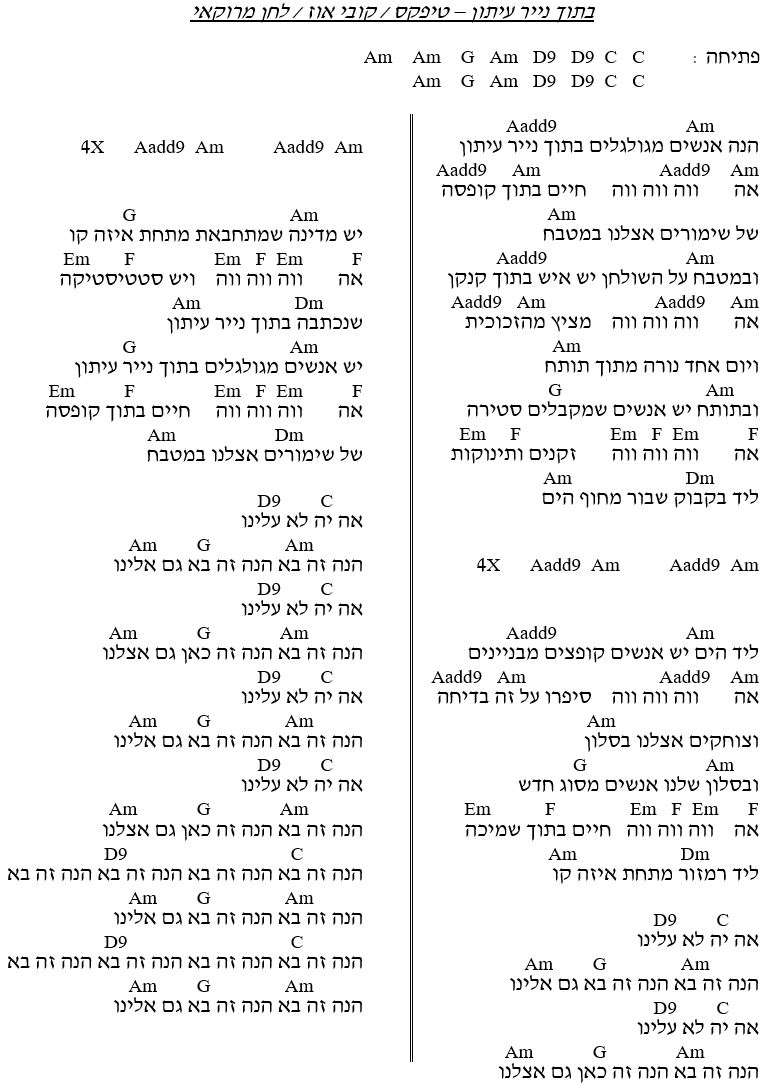 בתוך נייר עיתון – טיפקס / קובי אוז / לחן מרוקאי
פתיחה : Am Am G Am D9 D9 C C
Am G Am D9 D9 C C
Aadd9 Am
הנה אנשים מגולגלים בתוך נייר עיתון
Aadd9 Am Aadd9 Am
אה ווה ווה ווה חיים בתוך קופסה
Am
של שימורים אצלנו במטבח
Aadd9 Am
ובמטבח על השולחן יש איש בתוך קנקן
Aadd9 Am Aadd9 Am
אה ווה ווה ווה מציץ מהזכוכית
Am
ויום אחד נורה מתוך תותח
G Am
ובתותח יש אנשים שמקבלים סטירה
Em F Em F Em F
אה ווה ווה ווה זקנים ותינוקות
Am Dm
ליד בקבוק שבור מחוף הים
4X Aadd9 Am Aadd9 Am
Aadd9 Am
ליד הים יש אנשים קופצים מבניינים
Aadd9 Am Aadd9 Am
אה ווה ווה ווה סיפרו על זה בדיחה
Am
וצוחקים אצלנו בסלון
G Am
ובסלון שלנו אנשים מסוג חדש
Em F Em F Em F
אה ווה ווה ווה חיים בתוך שמיכה
Am Dm
ליד רמזור מתחת איזה קו
D9 C
אה יה לא עלינו
Am G Am
הנה זה בא הנה זה בא גם אלינו
D9 C
אה יה לא עלינו
Am G Am
הנה זה בא הנה זה כאן גם אצלנו
4X Aadd9 Am Aadd9 Am
G Am
יש מדינה שמתחבאת מתחת איזה קו
Em F Em F Em F
אה ווה ווה ווה ויש סטטיסטיקה
Am Dm
שנכתבה בתוך נייר עיתון
G Am
יש אנשים מגולגלים בתוך נייר עיתון
Em F Em F Em F
אה ווה ווה ווה חיים בתוך קופסה
Am Dm
של שימורים אצלנו במטבח
D9 C
אה יה לא עלינו
Am G Am
הנה זה בא הנה זה בא גם אלינו
D9 C
אה יה לא עלינו
Am G Am
הנה זה בא הנה זה כאן גם אצלנו
D9 C
אה יה לא עלינו
Am G Am
הנה זה בא הנה זה בא גם אלינו
D9 C
אה יה לא עלינו
Am G Am
הנה זה בא הנה זה כאן גם אצלנו
D9 C
הנה זה בא הנה זה בא הנה זה בא הנה זה בא
Am G Am
הנה זה בא הנה זה בא גם אלינו
D9 C
הנה זה בא הנה זה בא הנה זה בא הנה זה בא
Am G Am
הנה זה בא הנה זה בא גם אלינו